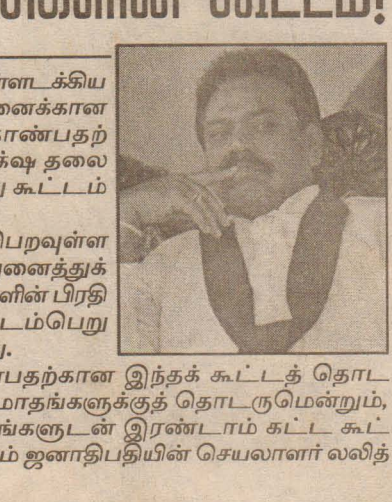 ளடக்கிய
னைக்கான
ாண்பதற்
க்ஷ தலை
கூட்டம்
பெறவுள்ள
னைத்துக்
ளின் பிரதி
டம்பெறு
பதற்கான இந்தக் கூட்டத் தொட
மாதங்களுக்குத் தொடருமென்றும்,
ங்களுடன் இரண்டாம் கட்ட கூட்
ம் ஜனாதிபதியின் செயலாளர் லலித்